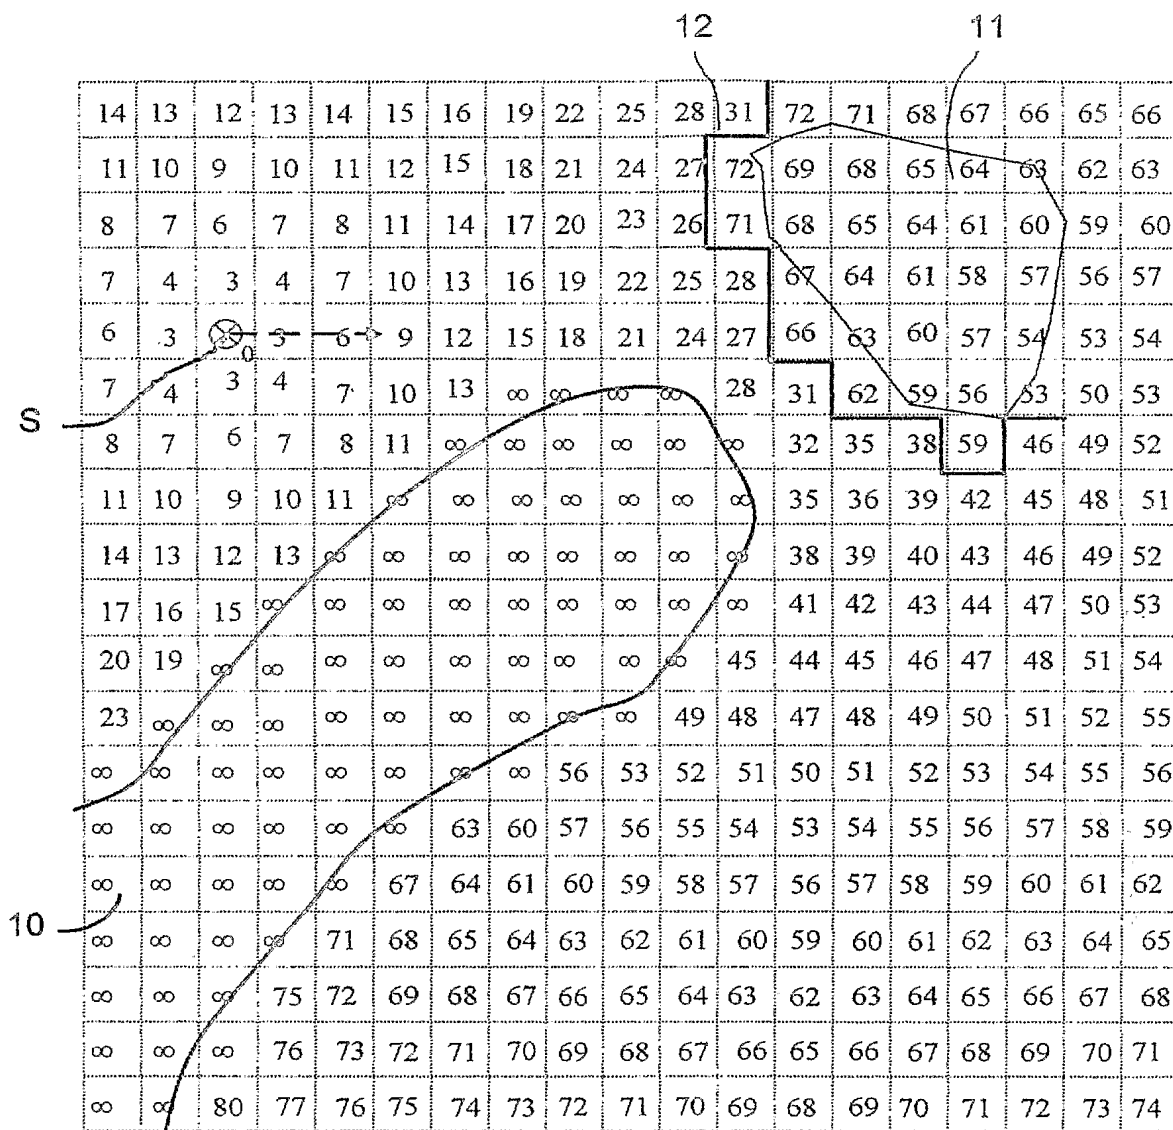 12 11
14 13 12 13 14 15 16 19 22 25 28 31 72 71 68 67 66 65 66
11 10 9 10 11 12 15 18 21 24 27 72 69 68 65 64 63 62 63
8 7 6 7 8 11 14 17 20 23 26 71 68 65 64 61 60 59 60
7 4 3 4 7 10 13 16 19 22 25 28 67 64 61 58 57 56 57
6 3 0 3 6 9 12 15 18 21 24 27 66 63 60 57 54 53 54
7 4 3 4 7 10 13 ∞ ∞ ∞ ∞ 28 31 62 59 56 53 50 53
S
8 7 6 7 8 11 ∞ ∞ ∞ ∞ ∞ ∞ 32 35 38 59 46 49 52
11 10 9 10 11 ∞ ∞ ∞ ∞ ∞ ∞ ∞ 35 36 39 42 45 48 51
14 13 12 13 ∞ ∞ ∞ ∞ ∞ ∞ ∞ ∞ 38 39 40 43 46 49 52
17 16 15 ∞ ∞ ∞ ∞ ∞ ∞ ∞ ∞ ∞ 41 42 43 44 47 50 53
20 19 ∞ ∞ ∞ ∞ ∞ ∞ ∞ ∞ ∞ 45 44 45 46 47 48 51 54
23 ∞ ∞ ∞ ∞ ∞ ∞ ∞ ∞ ∞ 49 48 47 48 49 50 51 52 55
∞ ∞ ∞ ∞ ∞ ∞ ∞ ∞ 56 53 52 51 50 51 52 53 54 55 56
∞ ∞ ∞ ∞ ∞ ∞ 63 60 57 56 55 54 53 54 55 56 57 58 59
∞ ∞ ∞ ∞ ∞ 67 64 61 60 59 58 57 56 57 58 59 60 61 62
10
∞ ∞ ∞ ∞ 71 68 65 64 63 62 61 60 59 60 61 62 63 64 65
∞ ∞ ∞ 75 72 69 68 67 66 65 64 63 62 63 64 65 66 67 68
∞ ∞ ∞ 76 73 72 71 70 69 68 67 66 65 66 67 68 69 70 71
∞ ∞ 80 77 76 75 74 73 72 71 70 69 68 69 70 71 72 73 74